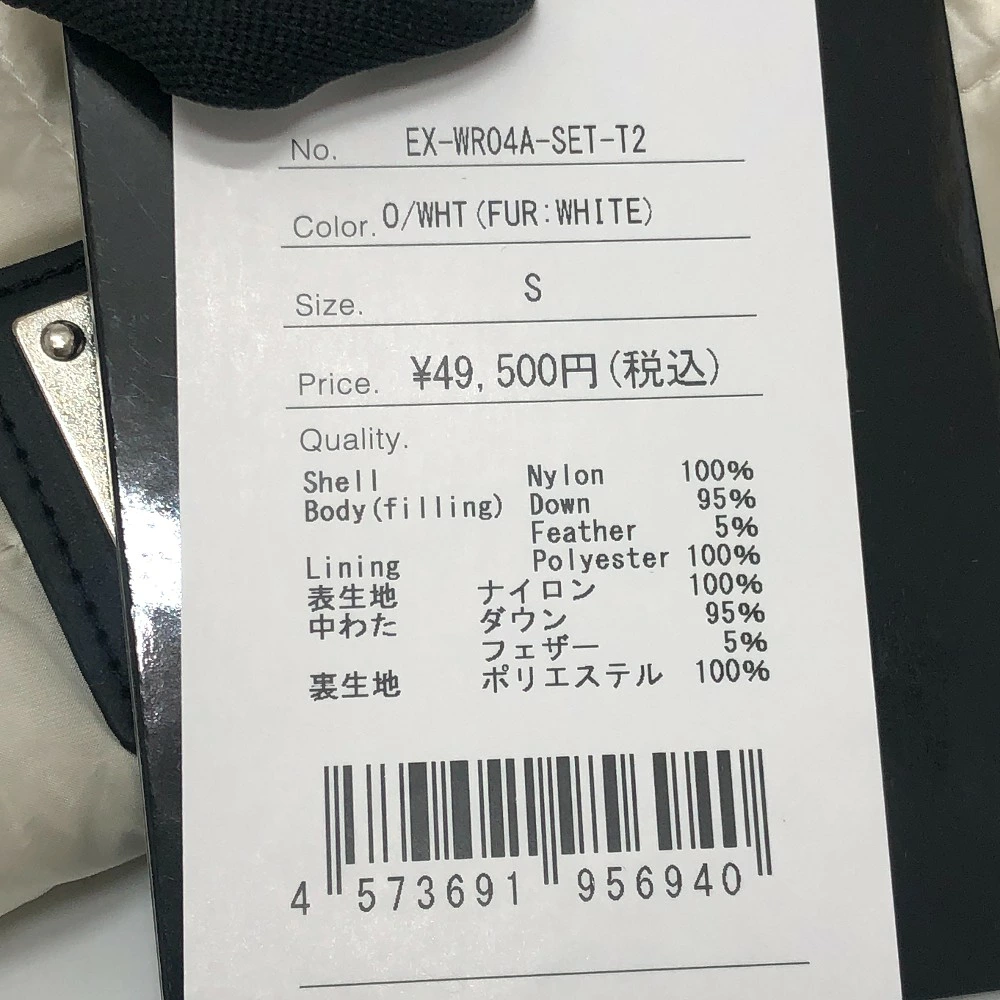 No. EX-WR04A-SET-T2
Color. O/WHT(FUR:WHITE)
Size. S
Price. ¥49,500円(税込)
Quality.
Shell Nylon 100%
Body(filling) Down 95%
Feather 5%
Lining Polyester 100%
表生地 ナイロン 100%
中わた ダウン 95%
フェザー 5%
裏生地 ポリエステル 100%
4 573691 956940